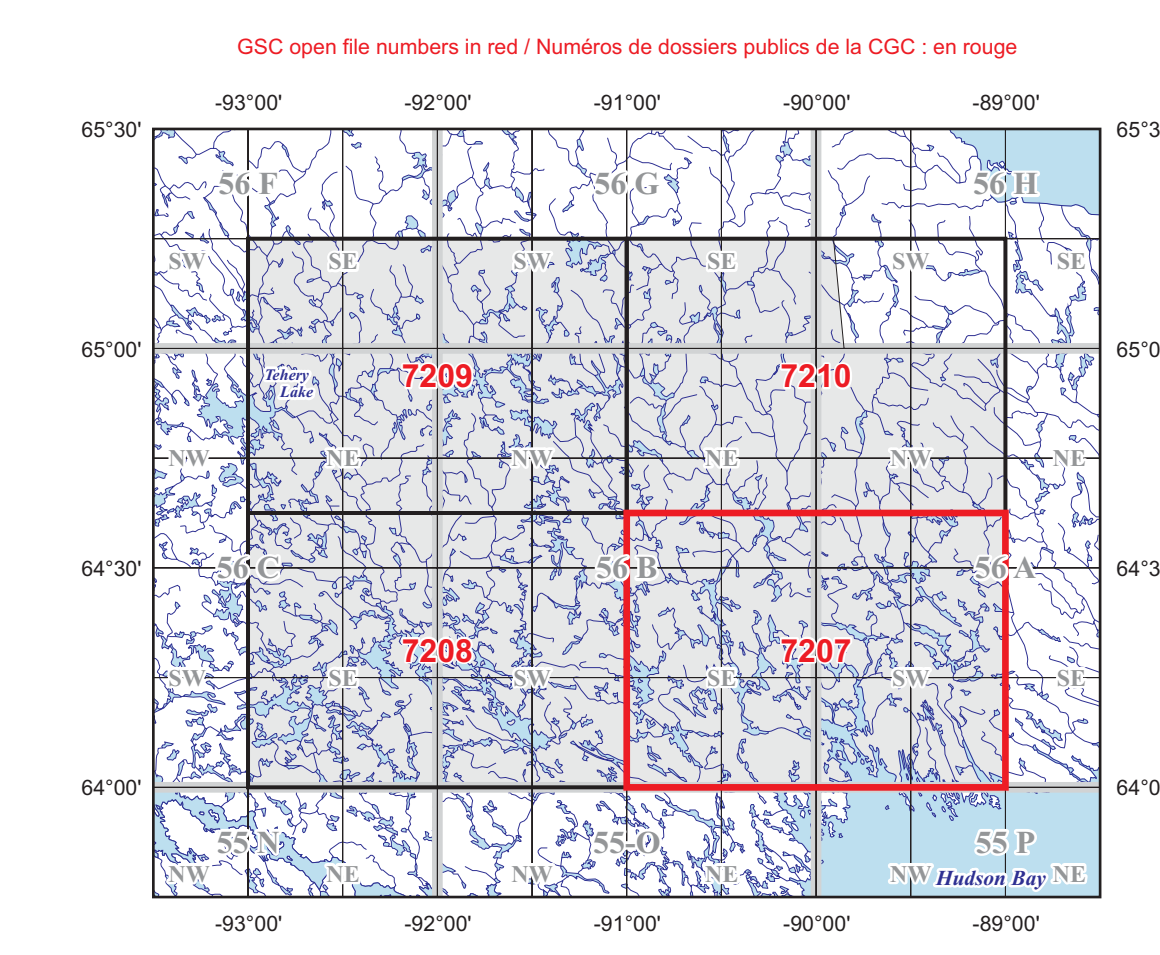 GSC open file numbers in red / Numéros de dossiers publics de la CGC : en rouge
-93°00' -92°00' -91°00' -90°00' -89°00'
65°30' 65°3
56 F 56 G 56 H
SW SE SW SE SW SE
65°00' 65°0
Tehery
Lake
7209 7210
NW NE NW NE NW NE
56 C 56 B 56 A
64°30' 64°3
7208 7207
SW SE SW SE SW SE
64°00' 64°0
55 N 55-O 55 P
NW NE NW NE NW Hudson Bay NE
-93°00' -92°00' -91°00' -90°00' -89°00'